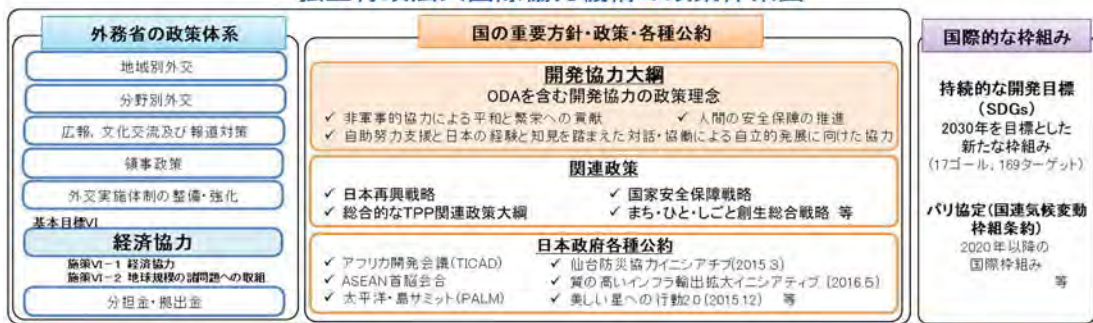 外務省の政策体系
地域別外交
分野別外交
広報、文化交流及び報道対策
領事政策
外交実施体制の整備・強化
基本目標Ⅵ
経済協力
施策Ⅵ-1 経済協力
施策Ⅵ-2 地球規模の諸問題への取組
分担金・拠出金
国の重要方針・政策・各種公約
開発協力大綱
ODAを含む開発協力の政策理念
✓ 非軍事的協力による平和と繁栄への貢献 ✓ 人間の安全保障の推進
✓ 自助努力支援と日本の経験と知見を踏まえた対話・協働による自立的発展に向けた協力
関連政策
✓ 日本再興戦略 ✓ 国家安全保障戦略
✓ 総合的なTPP関連政策大綱 ✓ まち・ひと・しごと創生総合戦略 等
日本政府各種公約
✓ アフリカ開発会議(TICAD) ✓ 仙台防災協力イニシアチブ(2015.3)
✓ ASEAN首脳会合 ✓ 質の高いインフラ輸出拡大イニシアティブ (2016.5)
✓ 太平洋・島サミット(PALM) ✓ 美しい星への行動2.0(2015.12) 等
国際的な枠組み
持続的な開発目標
(SDGs)
2030年を目標とした
新たな枠組み
(17ゴール, 169ターゲット)
パリ協定(国連気候変動
枠組条約)
2020年以降の
国際枠組み
等